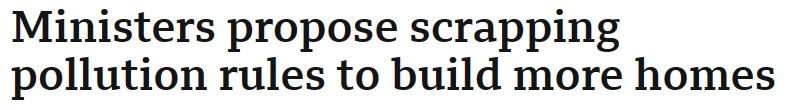 Ministers propose scrapping
pollution rules to build more homes